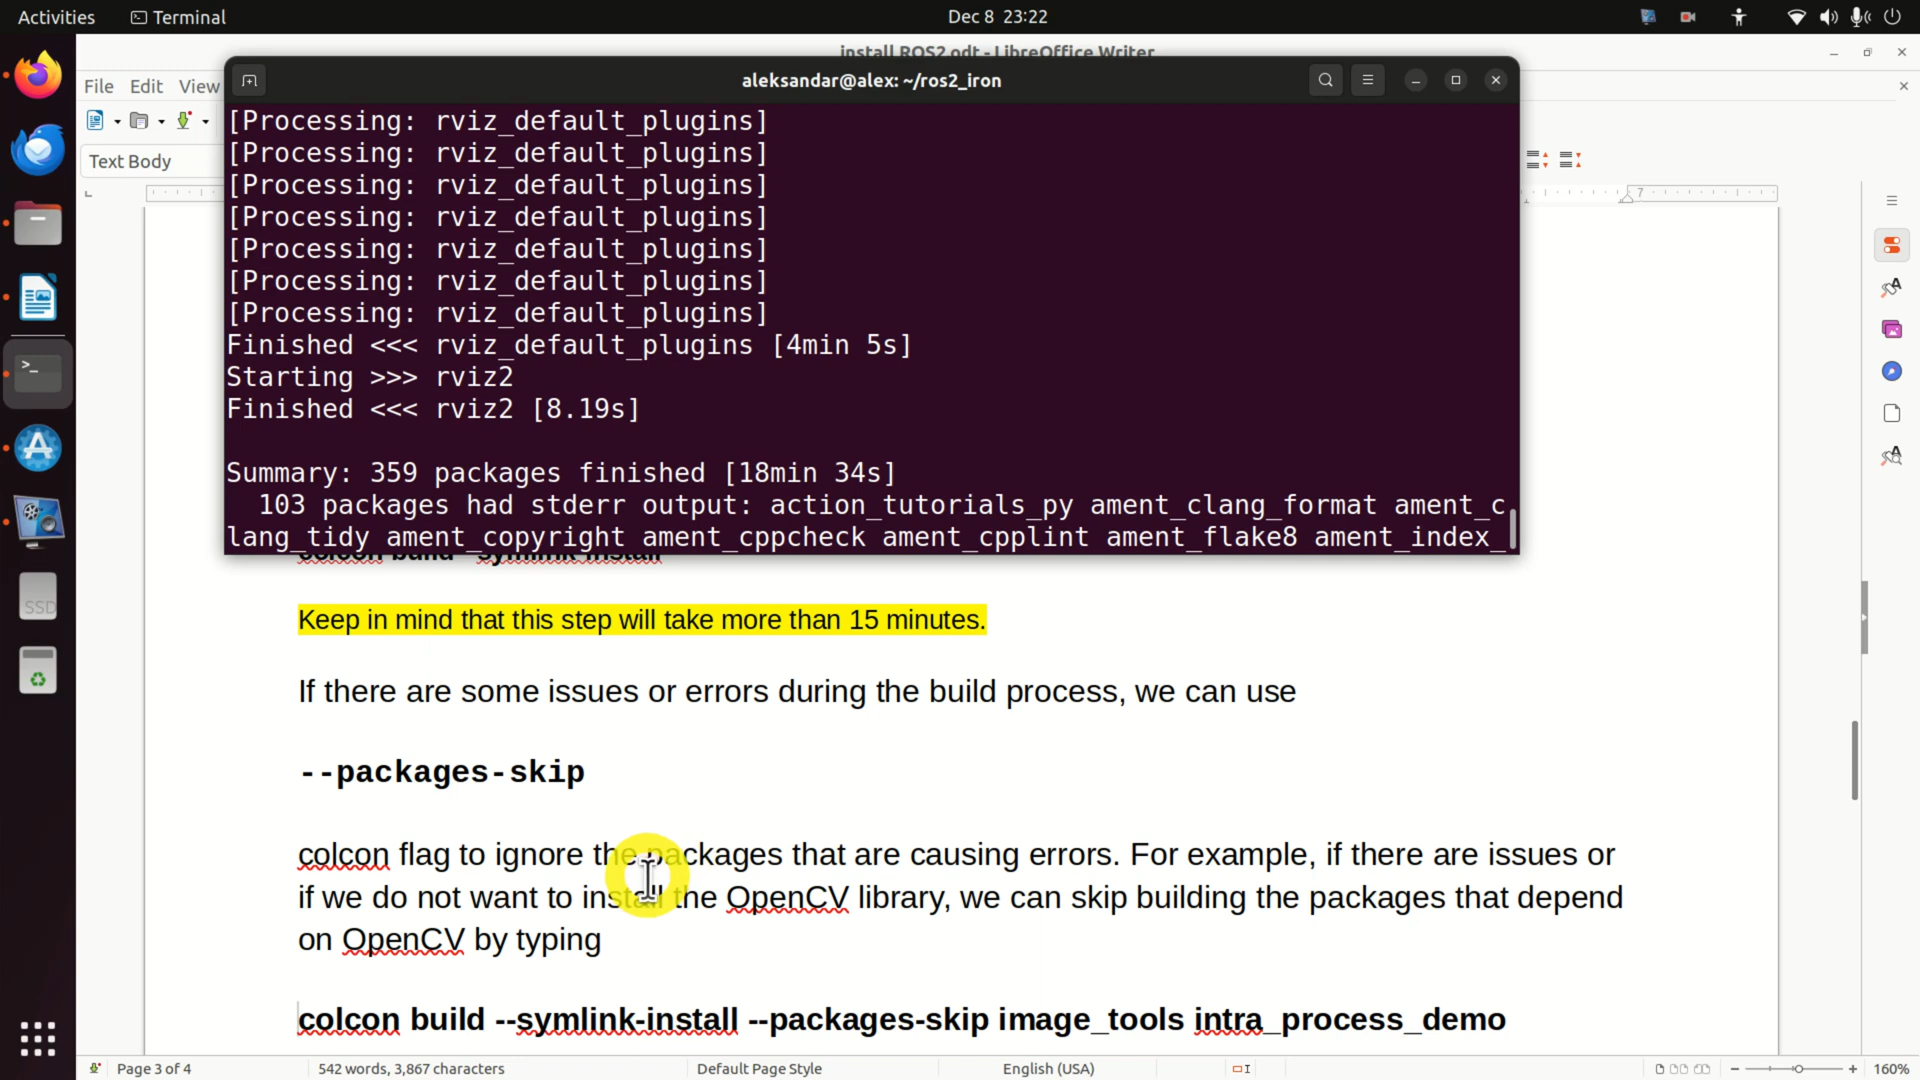 Activities
Terminal
Dec 8 23:22
install ROS2.odt - LibreOffice Writer
File Edit View
aleksandar@alex: ~/ros2_iron
Text Body
7
[Processing: rviz_default_plugins]
[Processing: rviz_default_plugins]
[Processing: rviz_default_plugins]
[Processing: rviz_default_plugins]
[Processing: rviz_default_plugins]
[Processing: rviz_default_plugins]
[Processing: rviz_default_plugins]
Finished <<< rviz_default_plugins [4min 5s]
Starting >>> rviz2
Finished <<< rviz2 [8.19s]
Summary: 359 packages finished [18min 34s]
103 packages had stderr output: action_tutorials_py ament_clang_format ament_c
lang_tidy ament_copyright ament_cppcheck ament_cpplint ament_flake8 ament_index_
colcon build --symlink-install
Keep in mind that this step will take more than 15 minutes.
If there are some issues or errors during the build process, we can use
--packages-skip
colcon flag to ignore the packages that are causing errors. For example, if there are issues or
if we do not want to install the OpenCV library, we can skip building the packages that depend
on OpenCV by typing
colcon build --symlink-install --packages-skip image_tools intra_process_demo
SSD
Page 3 of 4
542 words, 3,867 characters
Default Page Style
English (USA)
160%